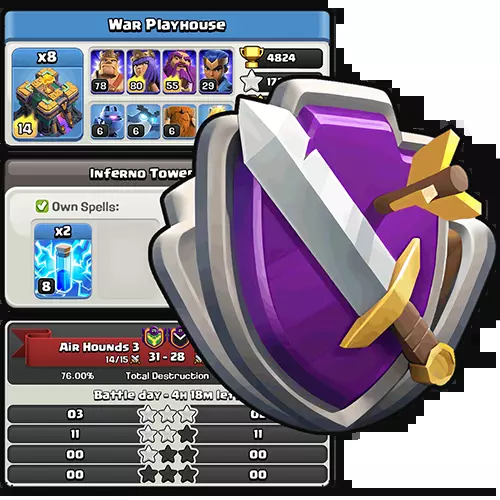 War Playhouse
x8
14
78
80
55
29
4824
6
6
6
Inferno Tower
Own Spells:
x2
8
Air Hounds 3
14/15
31 - 28
76.00%
Total Destruction
Battle day - 4H 18M
03
11
11
00
00
00
00